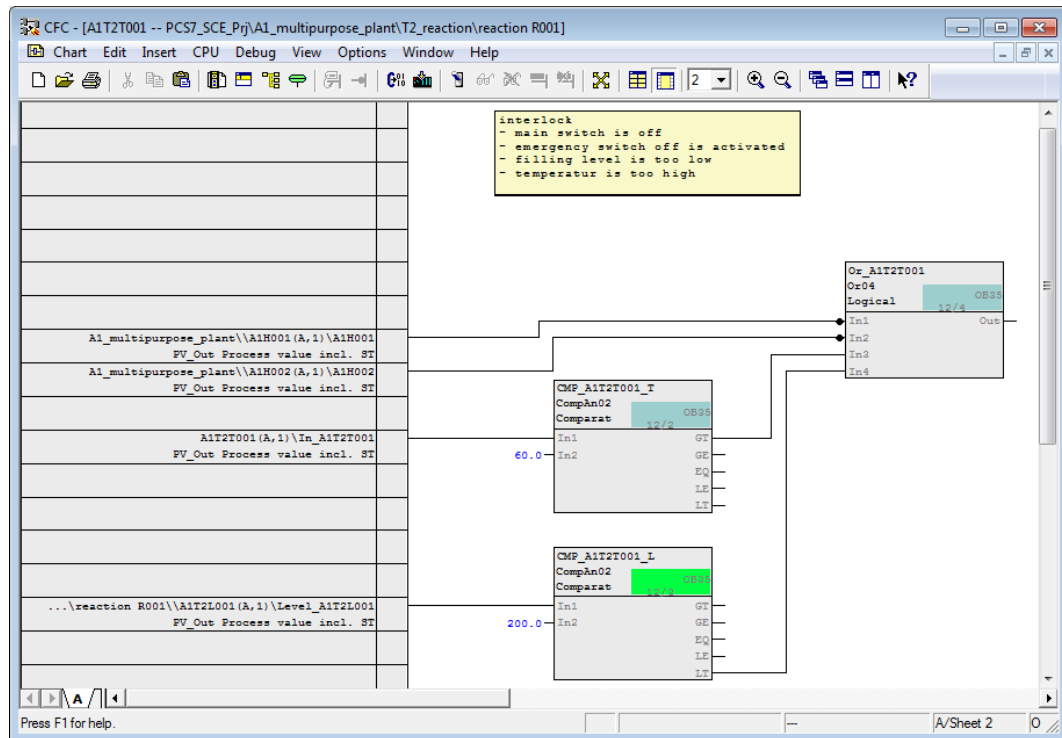 CFC - [A1T2T001 -- PCS7_SCE_Prj\A1_multipurpose_plant\T2_reaction\reaction R001]
Chart Edit Insert CPU Debug View Options Window Help
2
interlock
- main switch is off
- emergency switch off is activated
- filling level is too low
- temperatur is too high
Or_A1T2T001
Or04
Logical
OB35
12/4
In1 Out
In2
In3
In4
A1_multipurpose_plant\\A1H001(A,1)\A1H001
PV_Out Process value incl. ST
A1_multipurpose_plant\\A1H002(A,1)\A1H002
PV_Out Process value incl. ST
CMP_A1T2T001_T
CompAn02
Comparat
OB35
12/2
A1T2T001(A,1)\In_A1T2T001
PV_Out Process value incl. ST
In1 GT
60.0 In2 GE
EQ
LE
LT
CMP_A1T2T001_L
CompAn02
Comparat
OB35
...\reaction R001\\A1T2L001(A,1)\Level_A1T2L001
PV_Out Process value incl. ST
In1 GT
200.0 In2 GE
EQ
LE
LT
A
Press F1 for help.
---
A/Sheet 2
O